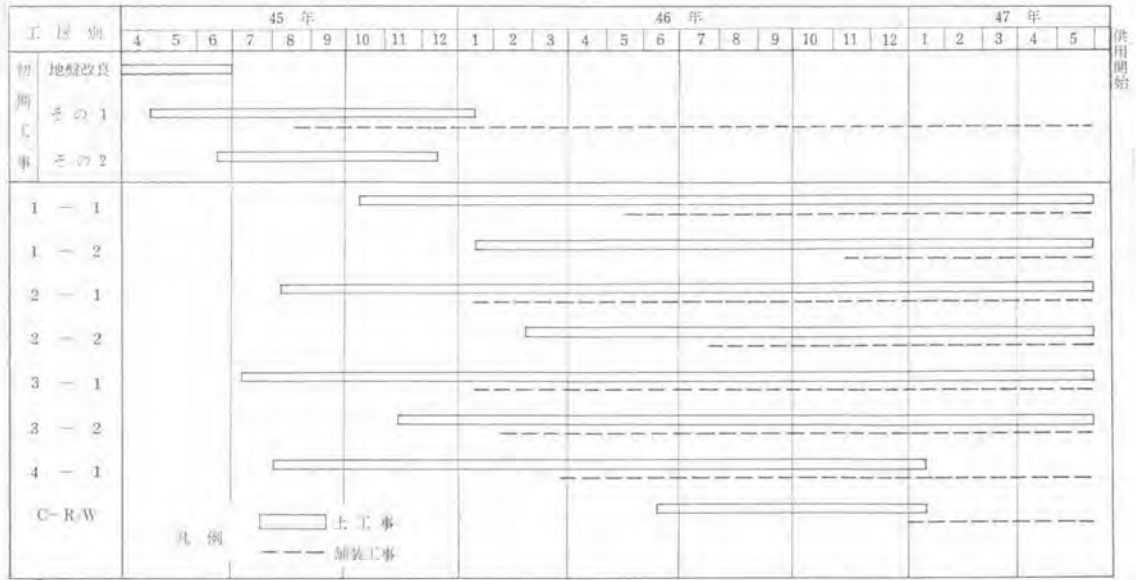 工区別
45 年
46 年
47 年
4 5 6 7 8 9 10 11 12 1 2 3 4 5 6 7 8 9 10 11 12 1 2 3 4 5
供用開始
初期工事
地盤改良
その1
その2
1 － 1
1 － 2
2 － 1
2 － 2
3 － 1
3 － 2
4 － 1
C－R/W
凡例
土工事
舗装工事